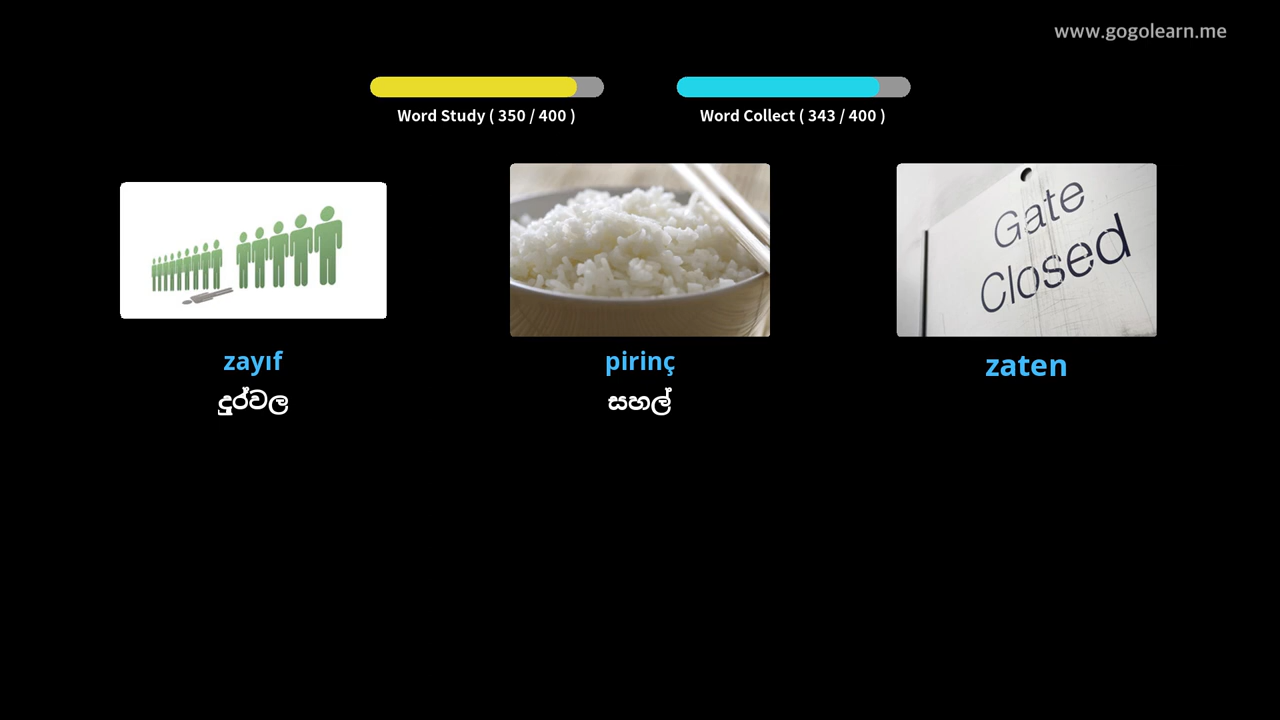 www.gogolearn.me
Word Study ( 350 / 400 )
Word Collect ( 343 / 400 )
Gate
Closed
zayıf
pirinç
zaten
දුර්වල
සහල්